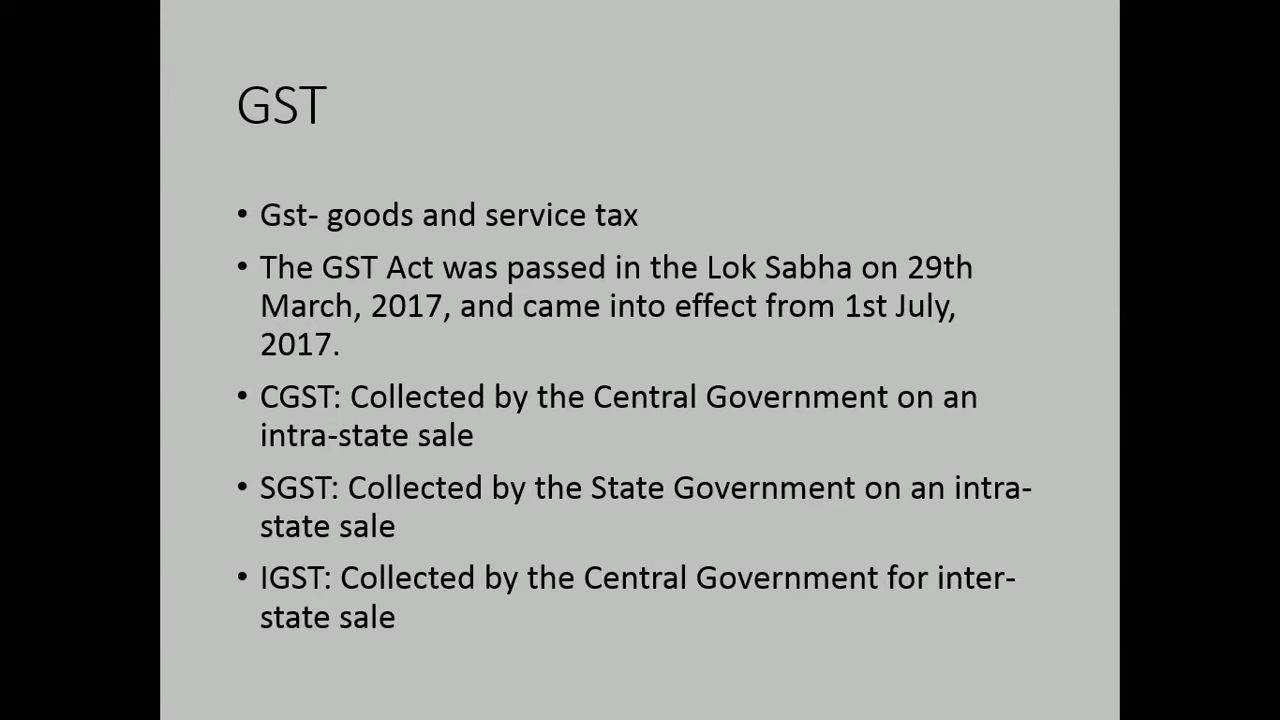 GST
• Gst- goods and service tax
• The GST Act was passed in the Lok Sabha on 29th
March, 2017, and came into effect from 1st July,
2017.
• CGST: Collected by the Central Government on an
intra-state sale
• SGST: Collected by the State Government on an intra-
state sale
• IGST: Collected by the Central Government for inter-
state sale